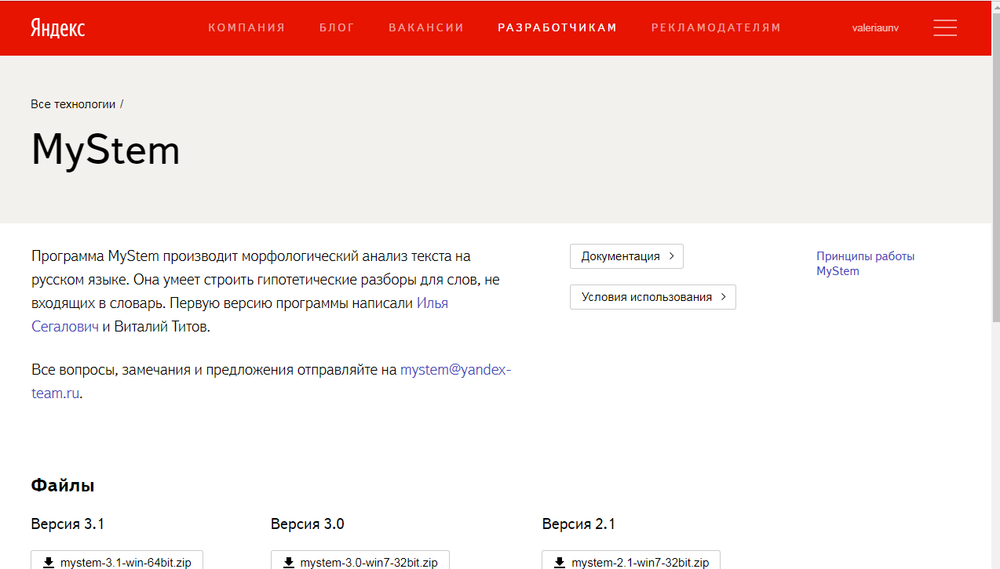 Яндекс КОМПАНИЯ БЛОГ ВАКАНСИИ РАЗРАБОТЧИКАМ РЕКЛАМОДАТЕЛЯМ valeriaunv
Все технологии /
MyStem
Программа MyStem производит морфологический анализ текста на
русском языке. Она умеет строить гипотетические разборы для слов, не
входящих в словарь. Первую версию программы написали Илья
Сегалович и Виталий Титов.
Все вопросы, замечания и предложения отправляйте на mystem@yandex-
team.ru.
Документация
Условия использования
Принципы работы
MyStem
Файлы
Версия 3.1 Версия 3.0 Версия 2.1
mystem-3.1-win-64bit.zip mystem-3.0-win7-32bit.zip mystem-2.1-win7-32bit.zip